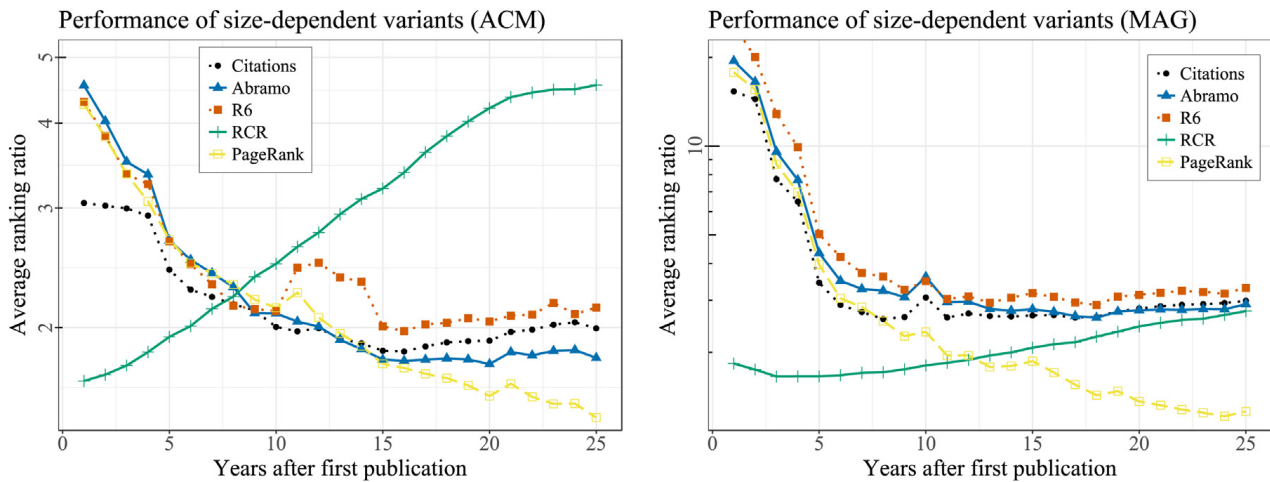 Performance of size-dependent variants (ACM)
Average ranking ratio
5
4
3
2
Citations
Abramo
R6
RCR
PageRank
0 5 10 15 20 25
Years after first publication
Performance of size-dependent variants (MAG)
Average ranking ratio
10
Citations
Abramo
R6
RCR
PageRank
0 5 10 15 20 25
Years after first publication